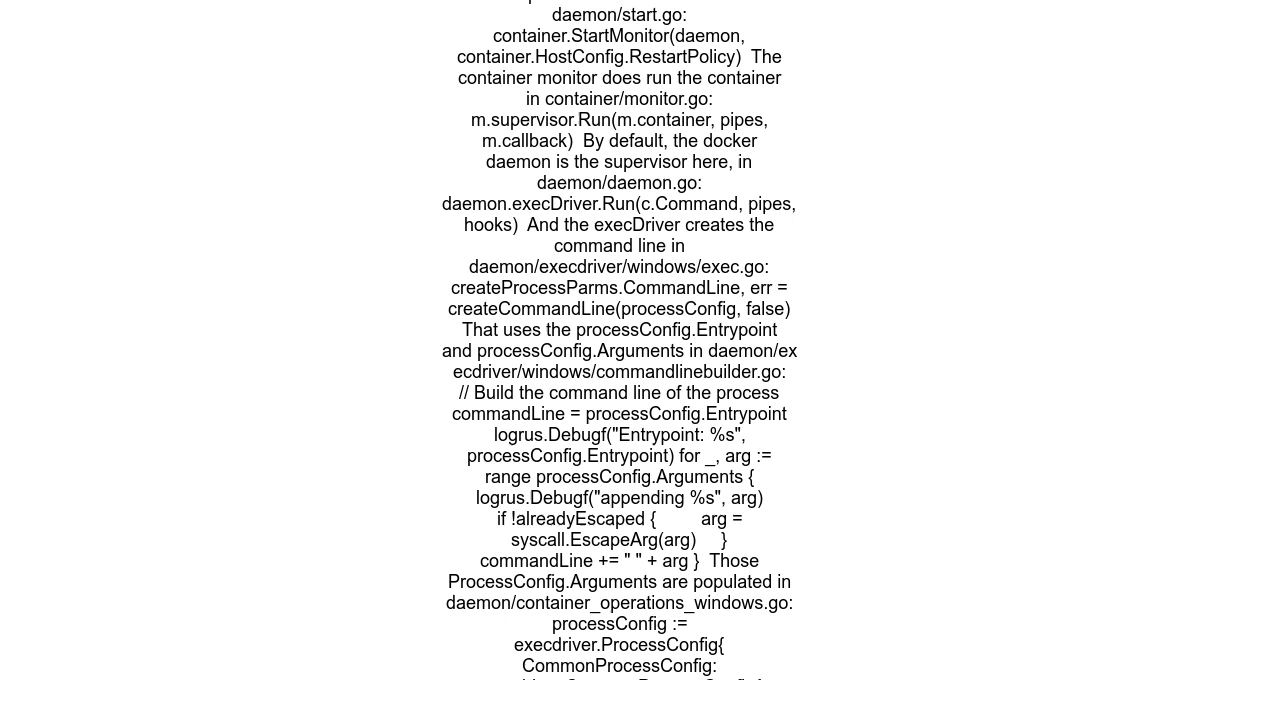 daemon/start.go:
container.StartMonitor(daemon,
container.HostConfig.RestartPolicy)  The
container monitor does run the container
in container/monitor.go:
m.supervisor.Run(m.container, pipes,
m.callback)  By default, the docker
daemon is the supervisor here, in
daemon/daemon.go:
daemon.execDriver.Run(c.Command, pipes,
hooks)  And the execDriver creates the
command line in
daemon/execdriver/windows/exec.go:
createProcessParms.CommandLine, err =
createCommandLine(processConfig, false)
That uses the processConfig.Entrypoint
and processConfig.Arguments in daemon/ex
ecdriver/windows/commandlinebuilder.go:
// Build the command line of the process
commandLine = processConfig.Entrypoint
logrus.Debugf("Entrypoint: %s",
processConfig.Entrypoint) for _, arg :=
range processConfig.Arguments {
logrus.Debugf("appending %s", arg)
if !alreadyEscaped {         arg =
syscall.EscapeArg(arg)     }
commandLine += " " + arg }  Those
ProcessConfig.Arguments are populated in
daemon/container_operations_windows.go:
processConfig :=
execdriver.ProcessConfig{
CommonProcessConfig: